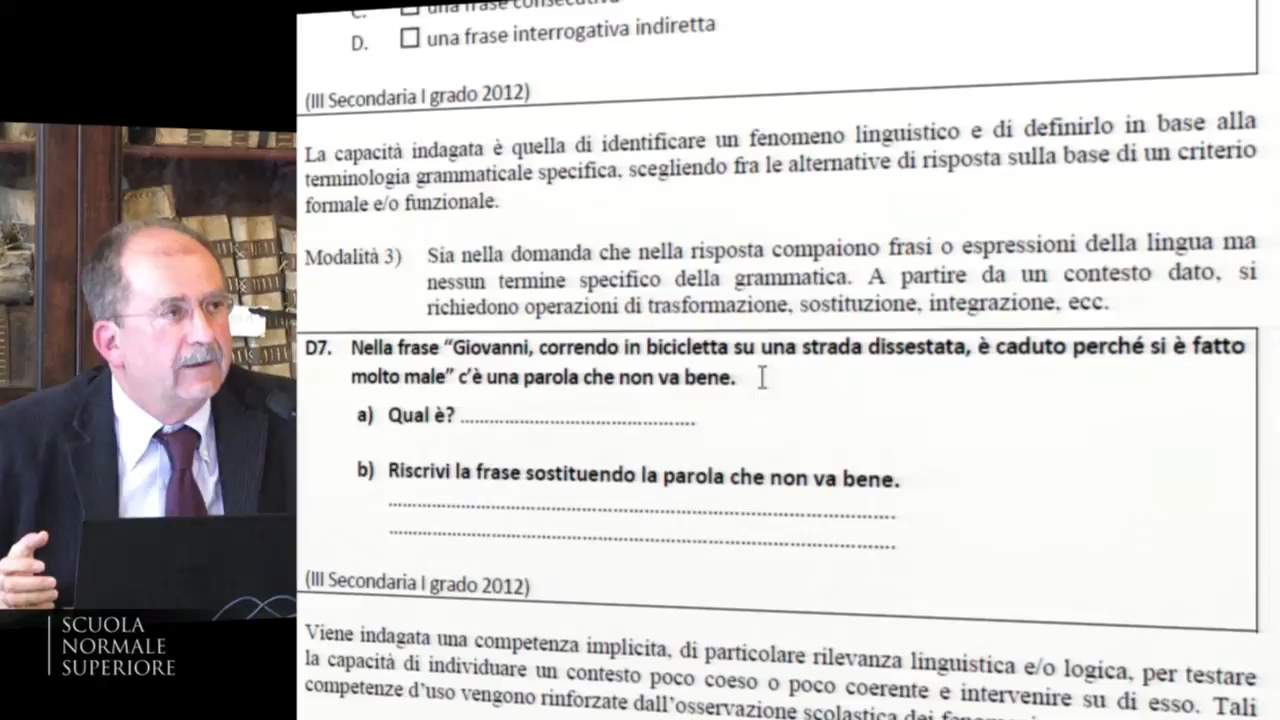 C. una frase consecutiva
D. una frase interrogativa indiretta
(III Secondaria I grado 2012)
La capacità indagata è quella di identificare un fenomeno linguistico e di definirlo in base alla
terminologia grammaticale specifica, scegliendo fra le alternative di risposta sulla base di un criterio
formale e/o funzionale.
Modalità 3) Sia nella domanda che nella risposta compaiono frasi o espressioni della lingua ma
nessun termine specifico della grammatica. A partire da un contesto dato, si
richiedono operazioni di trasformazione, sostituzione, integrazione, ecc.
D7. Nella frase “Giovanni, correndo in bicicletta su una strada dissestata, è caduto perché si è fatto
molto male” c’è una parola che non va bene.
a) Qual è? ................................................
b) Riscrivi la frase sostituendo la parola che non va bene.
(III Secondaria I grado 2012)
Viene indagata una competenza implicita, di particolare rilevanza linguistica e/o logica, per testare
la capacità di individuare un contesto poco coeso o poco coerente e intervenire su di esso. Tali
competenze d’uso vengono rinforzate dall’osservazione scolastica dei
SCUOLA
NORMALE
SUPERIORE